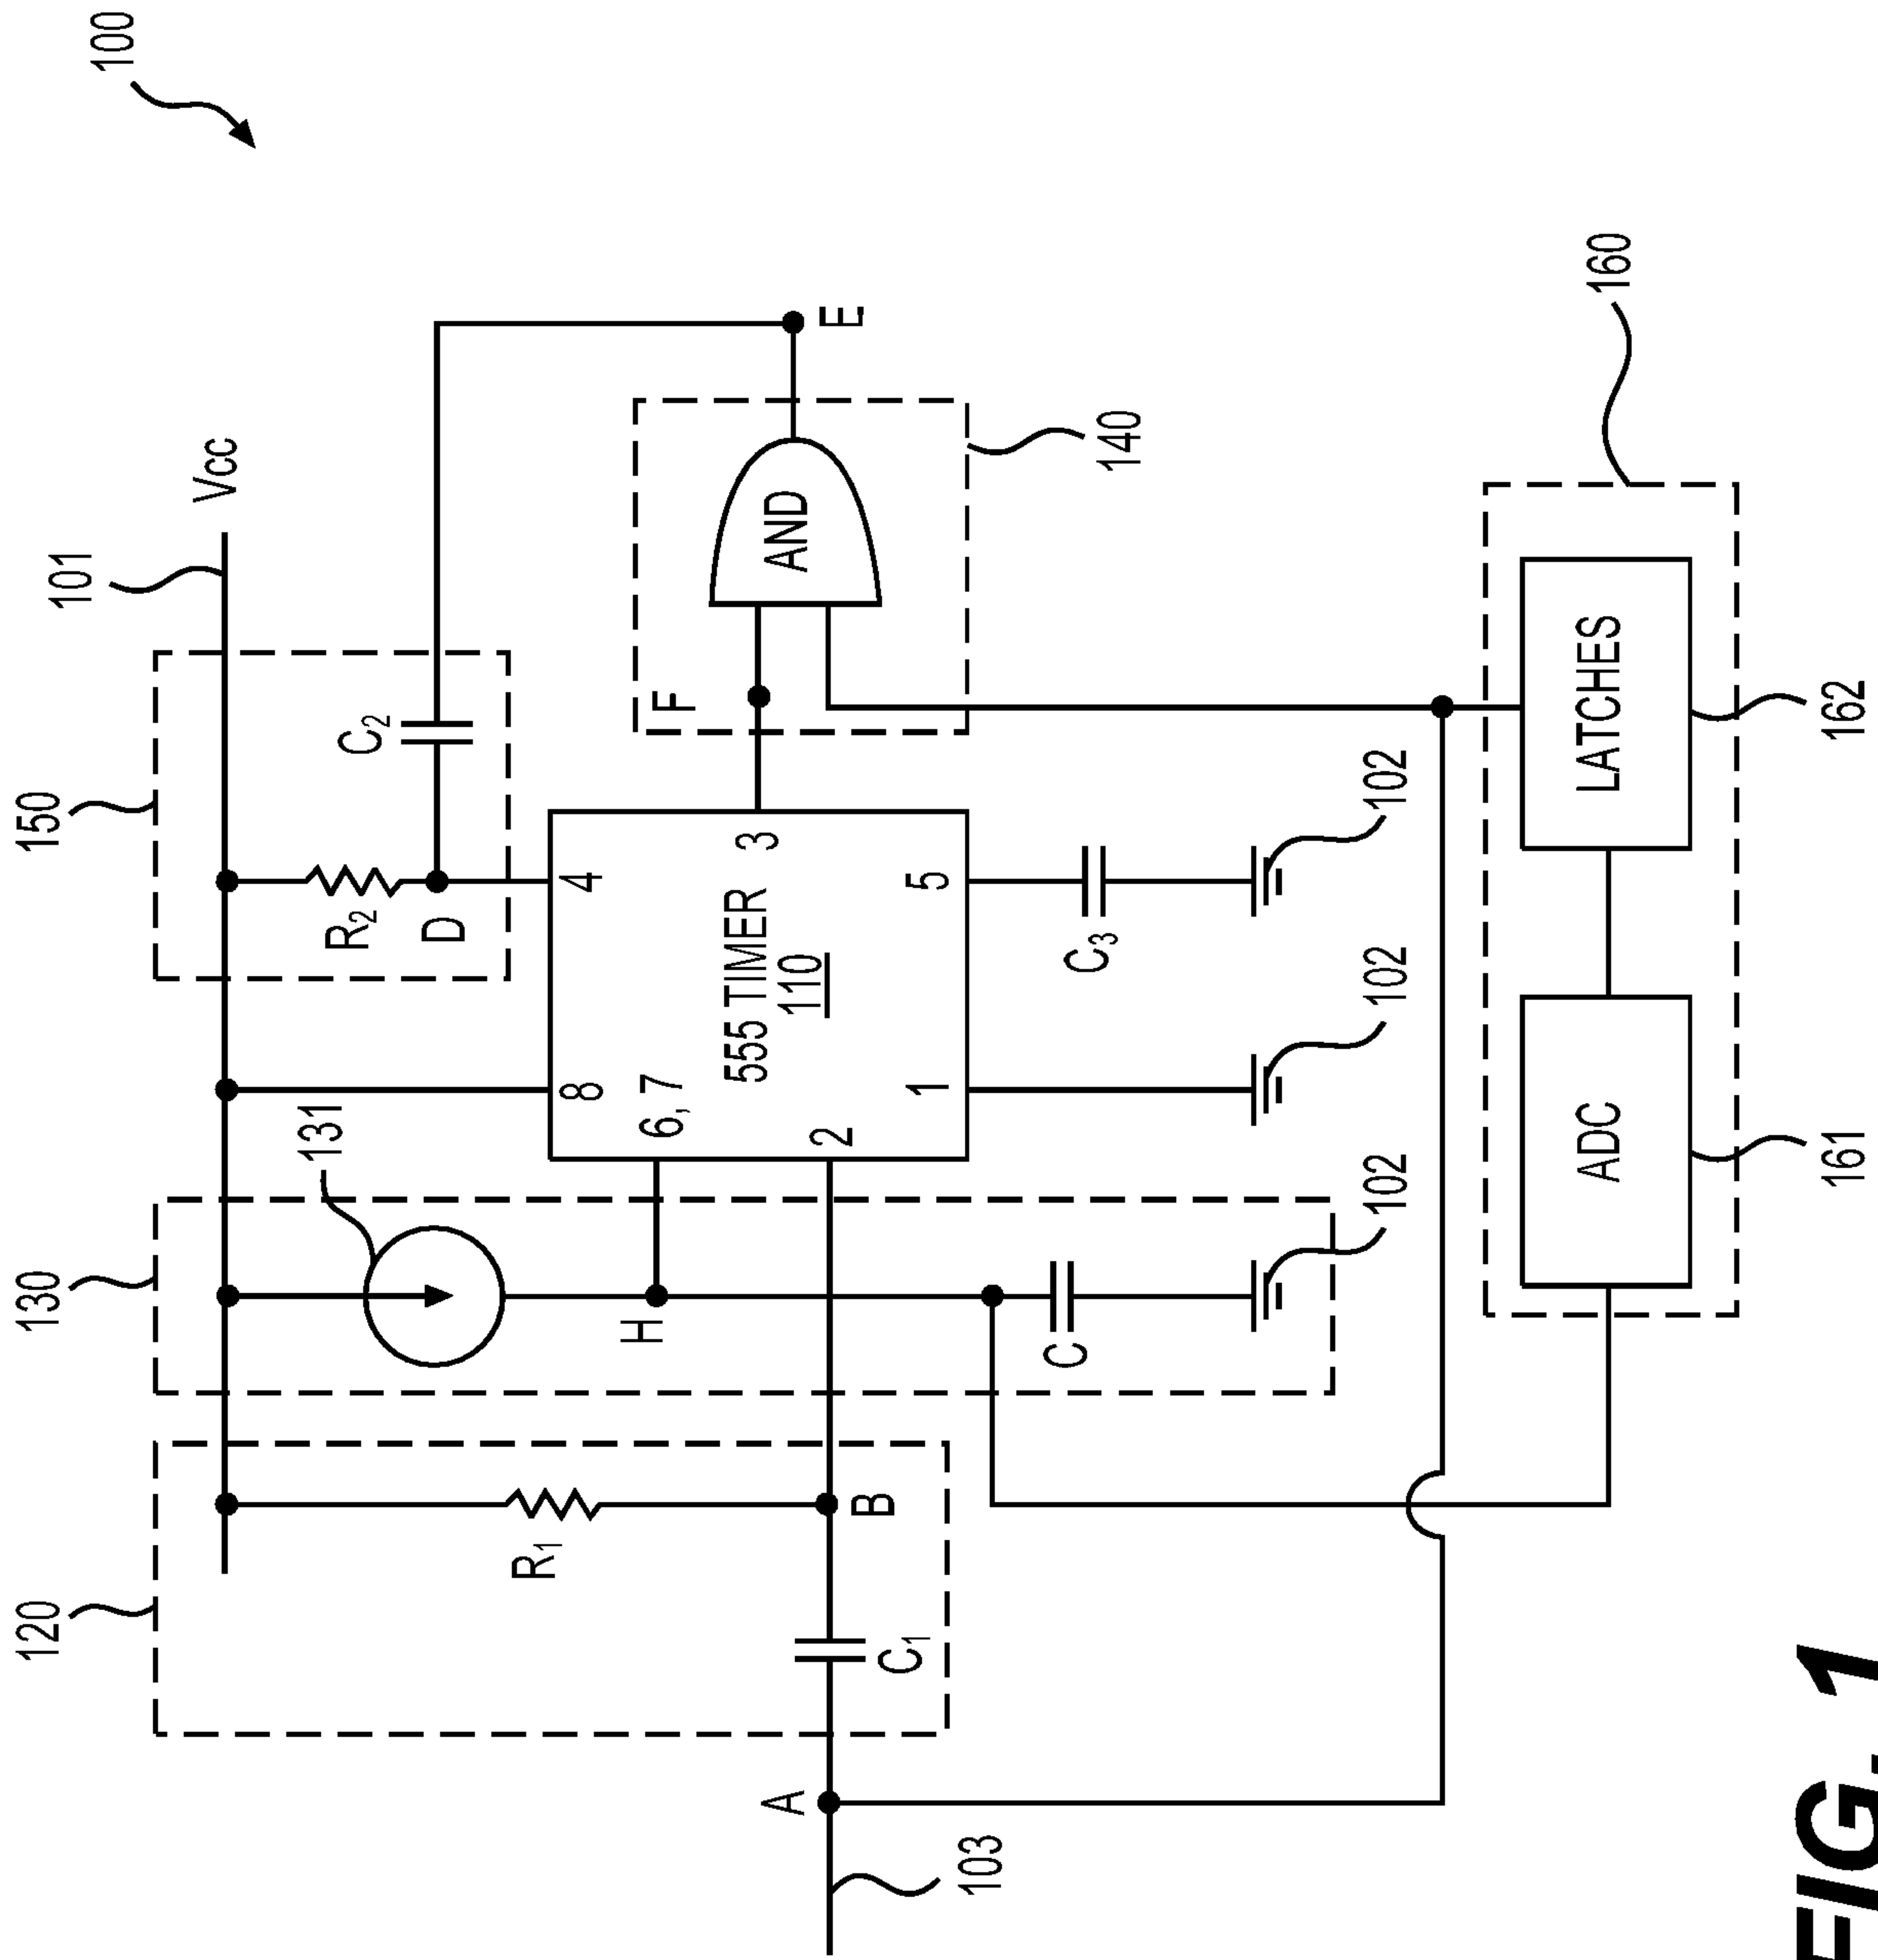 100
101
Vcc
150
C2
R2
D
E
140
AND
F
130
131
8
4
6, 7
3
555 TIMER
110
2
1
5
H
C3
C
102
102
102
120
R1
B
C1
A
103
160
LATCHES
162
ADC
161
FIG. 1